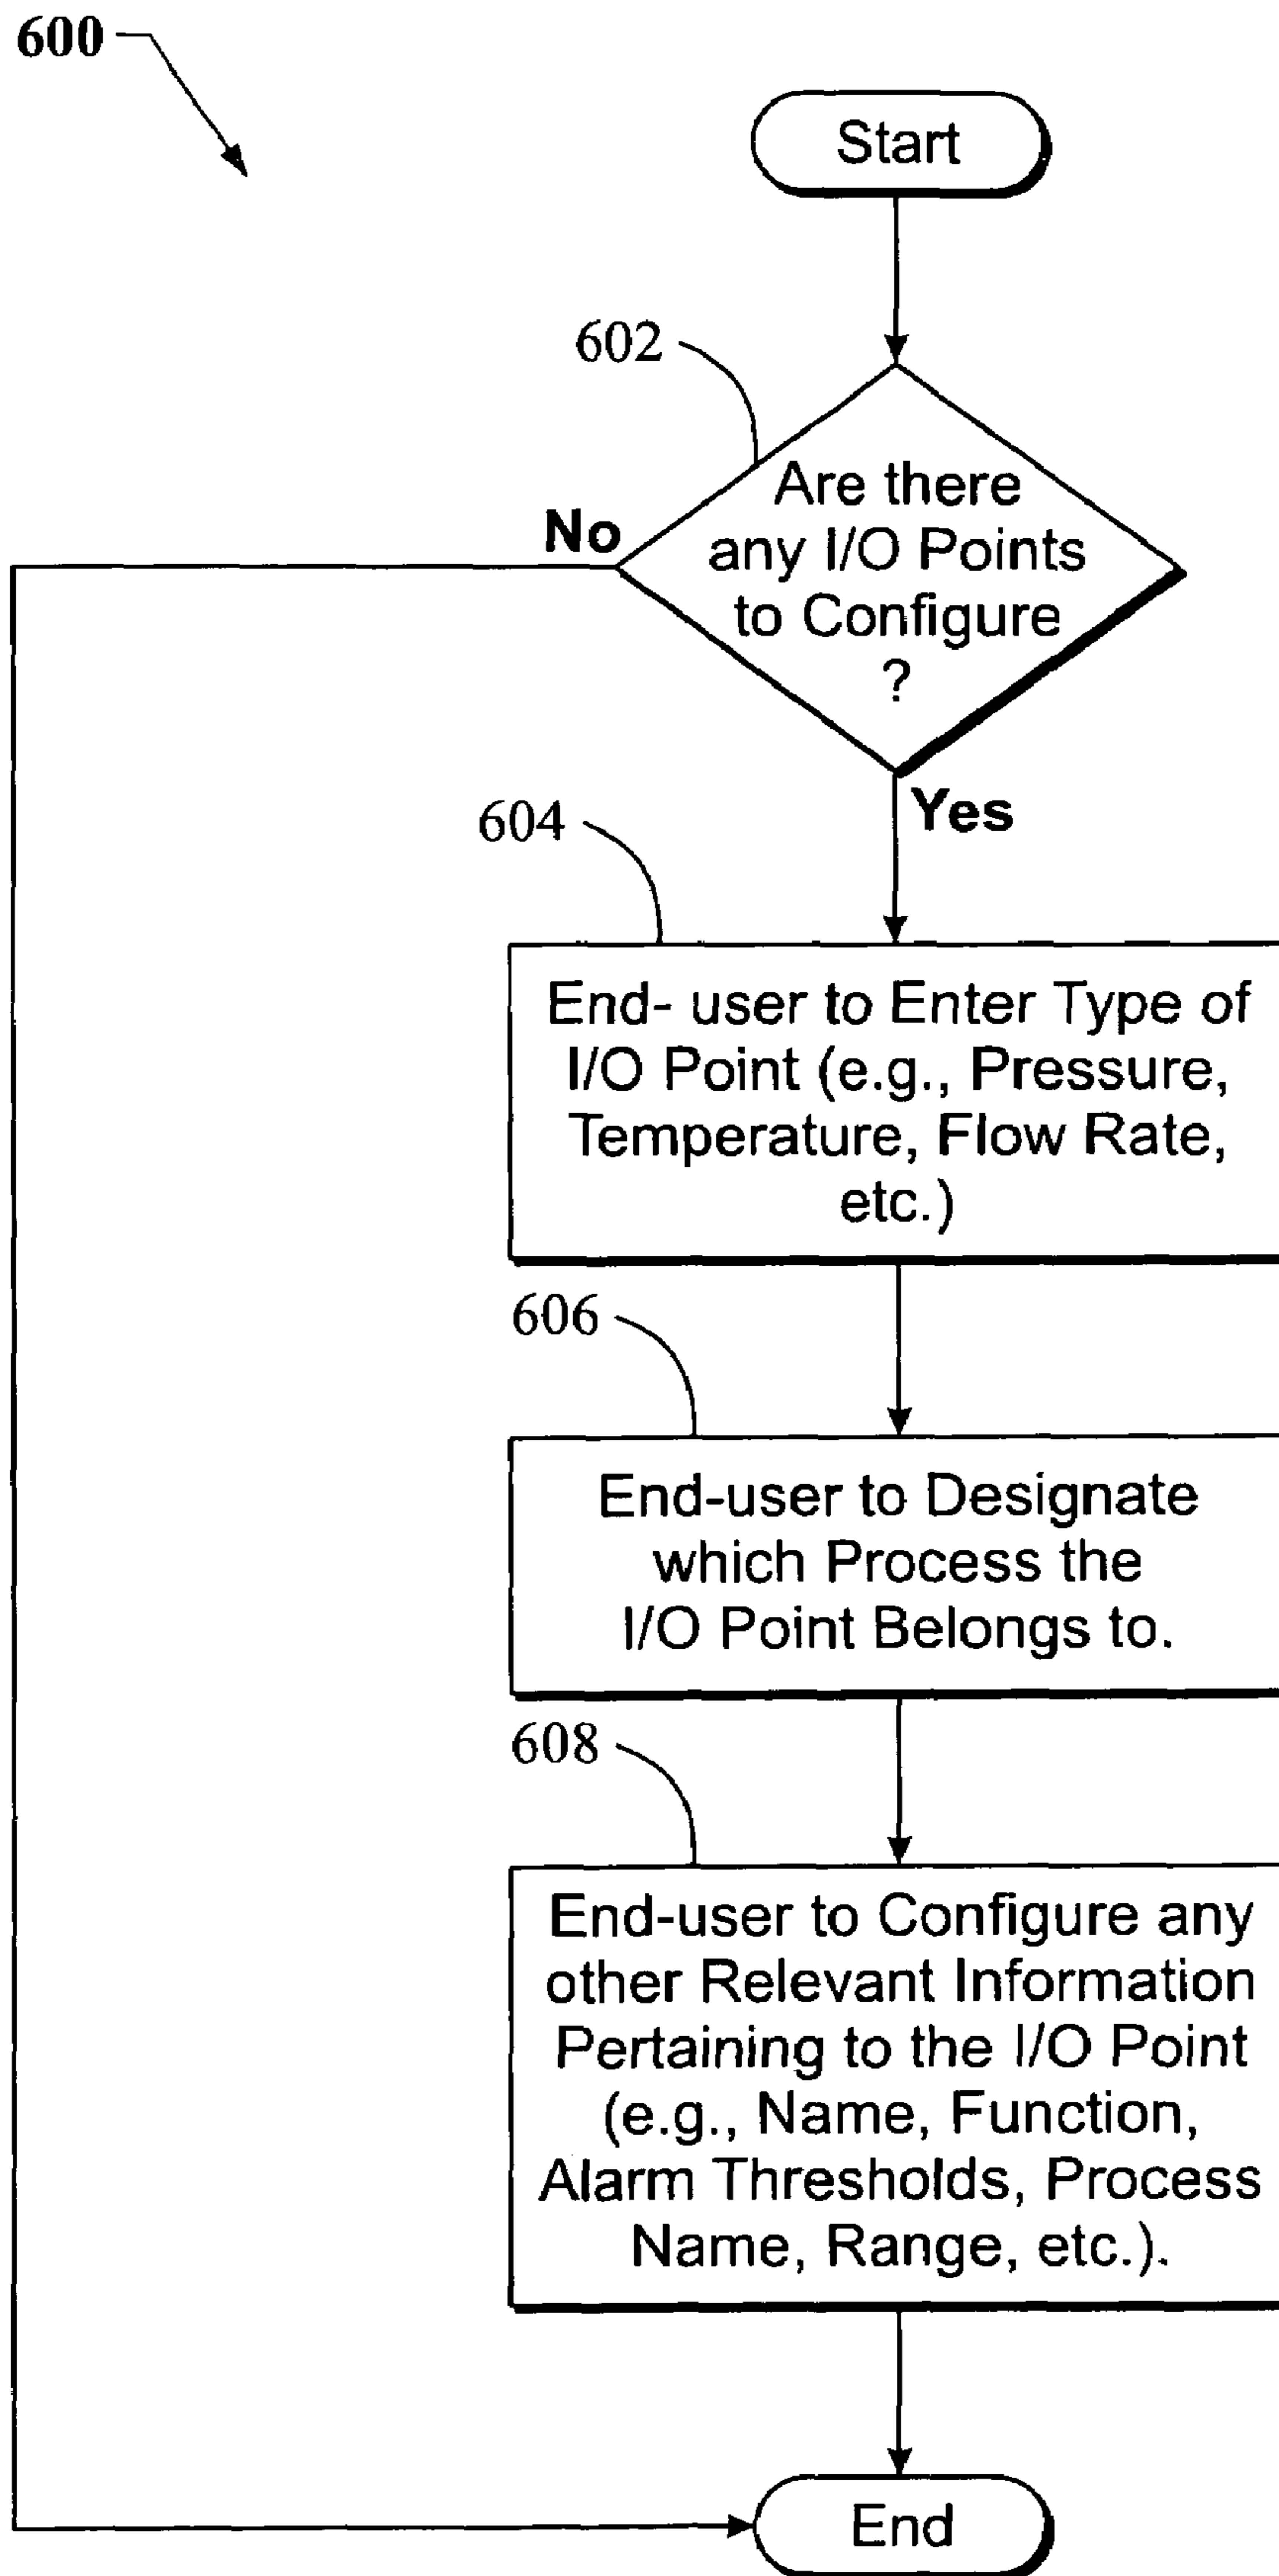 600
Start
602
Are there
any I/O Points
to Configure
?
No
Yes
604
End- user to Enter Type of
I/O Point (e.g., Pressure,
Temperature, Flow Rate,
etc.)
606
End-user to Designate
which Process the
I/O Point Belongs to.
608
End-user to Configure any
other Relevant Information
Pertaining to the I/O Point
(e.g., Name, Function,
Alarm Thresholds, Process
Name, Range, etc.).
End